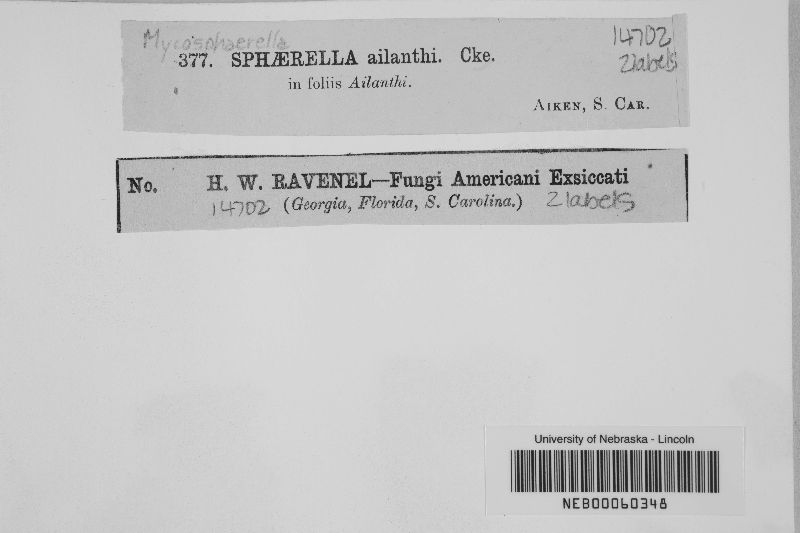 Mycosphaerella 14702
377. SPHÆRELLA ailanthi. Cke. 2labels
in foliis Ailanthi.
AIKEN, S. CAR.
No. H. W. RAVENEL—Fungi Americani Exsiccati
14702 (Georgia, Florida, S. Carolina.) 2labels
University of Nebraska - Lincoln
NEB00060348